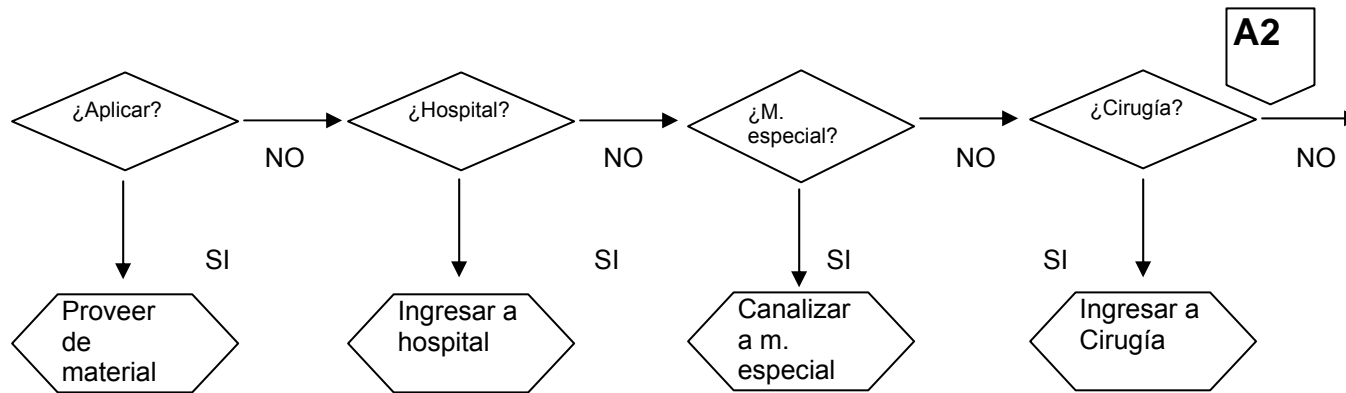 A2
¿Aplicar?
¿Hospital?
¿M.
especial?
¿Cirugía?
NO
NO
NO
NO
SI
SI
SI
SI
Proveer
de
material
Ingresar a
hospital
Canalizar
a m.
especial
Ingresar a
Cirugía